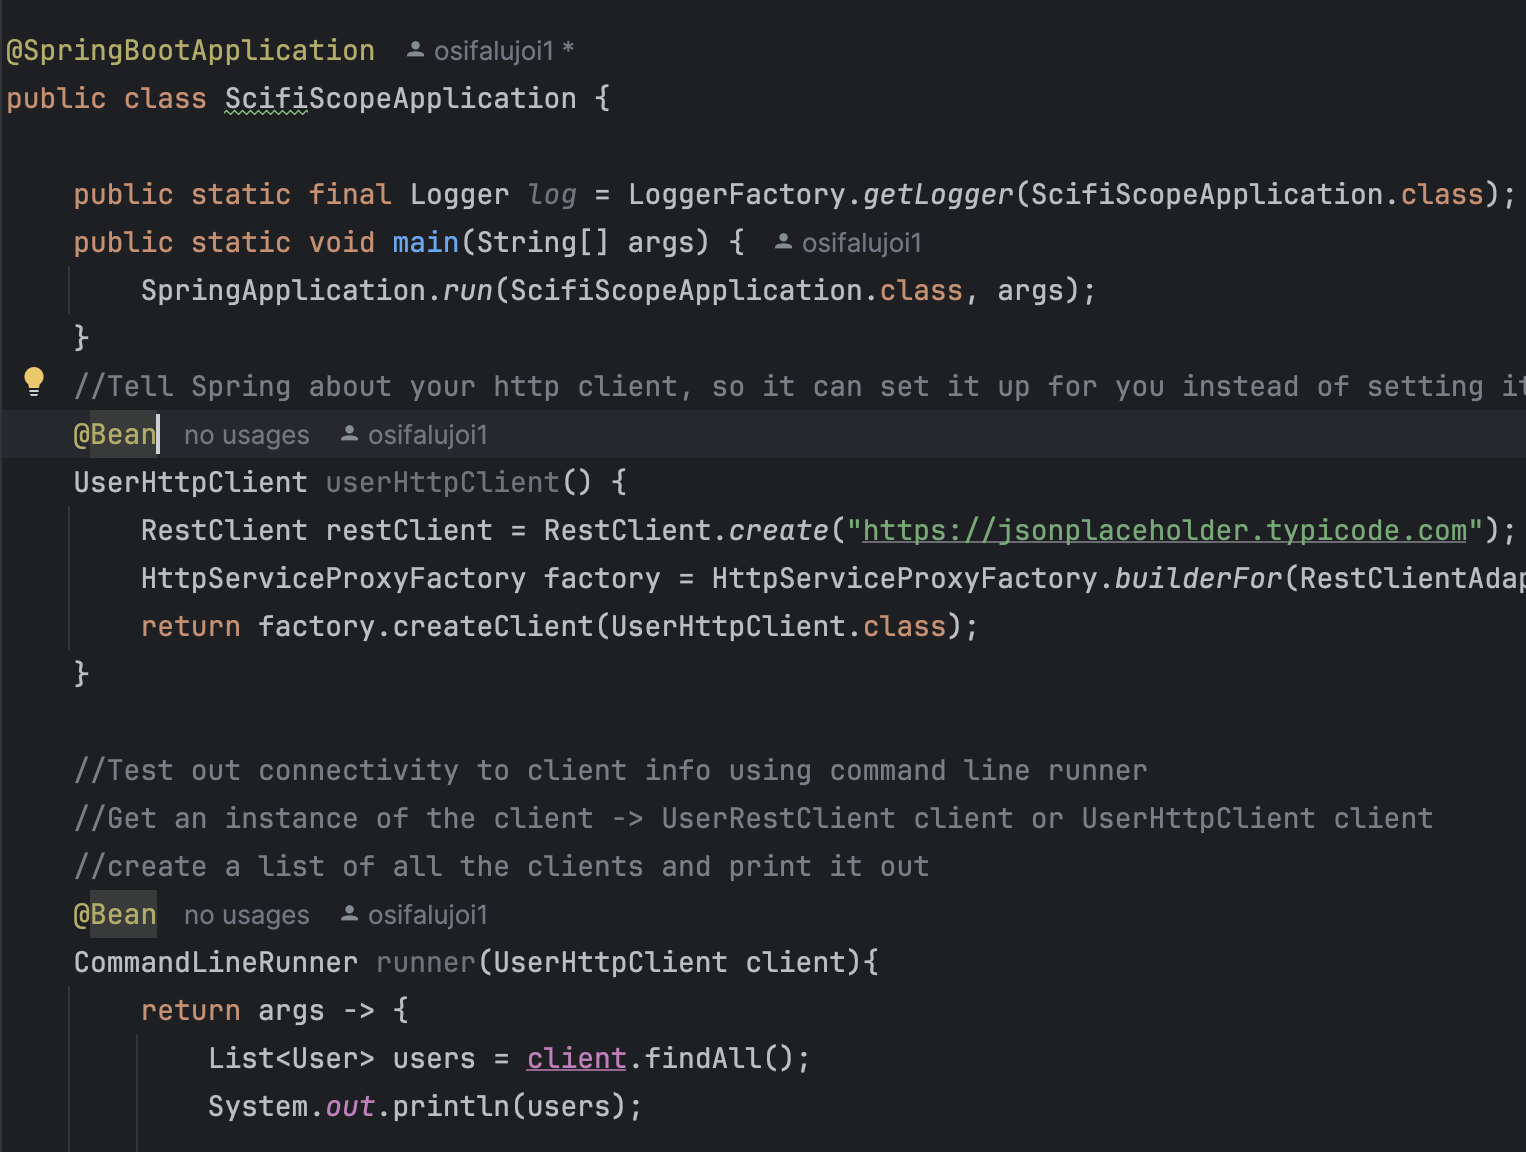 @SpringBootApplication osifalujoi1 *
public class ScifiScopeApplication {
public static final Logger log = LoggerFactory.getLogger(ScifiScopeApplication.class);
public static void main(String[] args) { osifalujoi1
SpringApplication.run(ScifiScopeApplication.class, args);
}
//Tell Spring about your http client, so it can set it up for you instead of setting it
@Bean no usages osifalujoi1
UserHttpClient userHttpClient() {
RestClient restClient = RestClient.create("https://jsonplaceholder.typicode.com");
HttpServiceProxyFactory factory = HttpServiceProxyFactory.builderFor(RestClientAdap
return factory.createClient(UserHttpClient.class);
}
//Test out connectivity to client info using command line runner
//Get an instance of the client -> UserRestClient client or UserHttpClient client
//create a list of all the clients and print it out
@Bean no usages osifalujoi1
CommandLineRunner runner(UserHttpClient client){
return args -> {
List<User> users = client.findAll();
System.out.println(users);